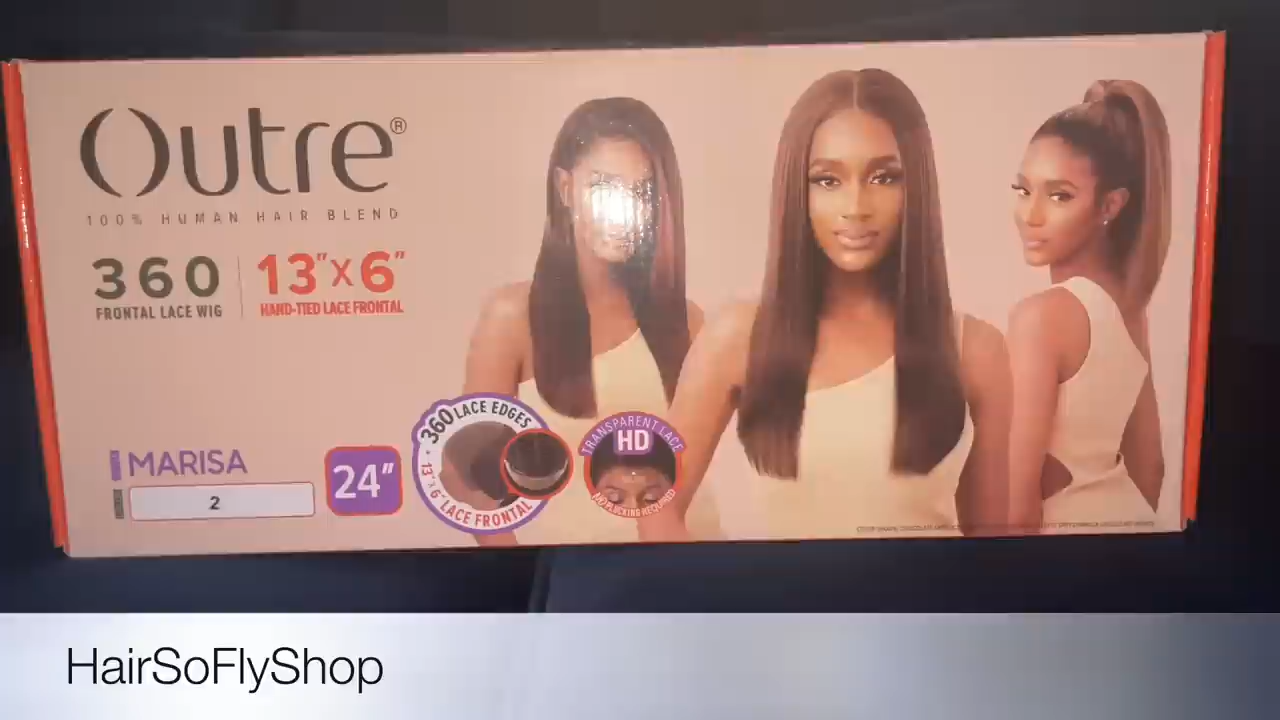 Outre®
100% HUMAN HAIR BLEND
360
FRONTAL LACE WIG
13"X6"
HAND-TIED LACE FRONTAL
MARISA
2
24"
360 LACE EDGES
13"X6" LACE FRONTAL
TRANSPARENT LACE
HD
NO PLUCKING REQUIRED
HairSoFlyShop